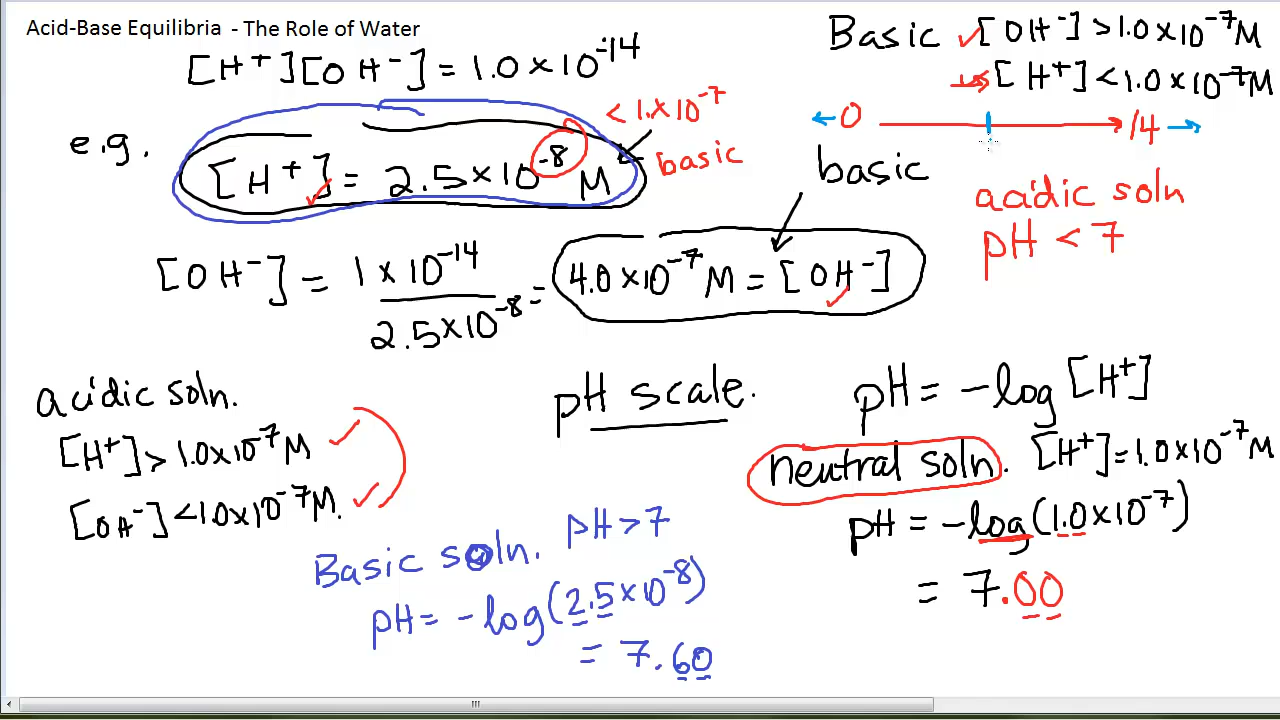 Acid-Base Equilibria - The Role of Water
[H⁺][OH⁻] = 1.0 x 10⁻¹⁴
Basic ✓[OH⁻] > 1.0 x 10⁻⁷ M
[H⁺] < 1.0 x 10⁻⁷ M
← 0 → 14 →
e.g. [H⁺] = 2.5 x 10⁻⁸ M
< 1. x 10⁻⁷
basic
basic
acidic soln
pH < 7
[OH⁻] = 1 x 10⁻¹⁴ / 2.5 x 10⁻⁸ = 4.0 x 10⁻⁷ M = [OH⁻]
acidic soln.
[H⁺] > 1.0 x 10⁻⁷ M ✓
[OH⁻] < 1.0 x 10⁻⁷ M. ✓
pH scale.
pH = -log [H⁺]
neutral soln. [H⁺] = 1.0 x 10⁻⁷ M
pH = -log (1.0 x 10⁻⁷)
= 7.00
Basic soln. pH > 7
pH = -log (2.5 x 10⁻⁸)
= 7.60